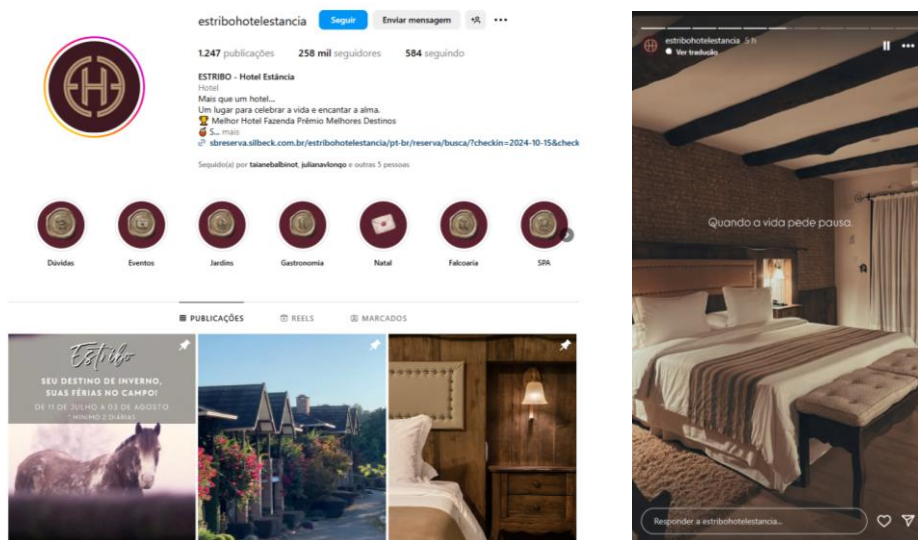 estribohotelestancia Seguir Enviar mensagem
1.247 publicações 258 mil seguidores 584 seguindo
ESTRIBO - Hotel Estância
Hotel
Mais que um hotel...
Um lugar para celebrar a vida e encantar a alma.
🏆 Melhor Hotel Fazenda Prêmio Melhores Destinos
S... mais
sbreserva.silbeck.com.br/estribohotelestancia/pt-br/reserva/busca/?checkin=2024-10-15&check
Seguido(a) por taianebalbinot, julianavlongo e outras 5 pessoas
Dúvidas Eventos Jardins Gastronomia Natal Falcoaria SPA
PUBLICAÇÕES REELS MARCADOS
Estribo
SEU DESTINO DE INVERNO,
SUAS FÉRIAS NO CAMPO!
DE 11 DE JULHO A 03 DE AGOSTO
* MÍNIMO 2 DIÁRIAS
estribohotelestancia 5 h
Ver tradução
Quando a vida pede pausa.
Responder a estribohotelestancia...